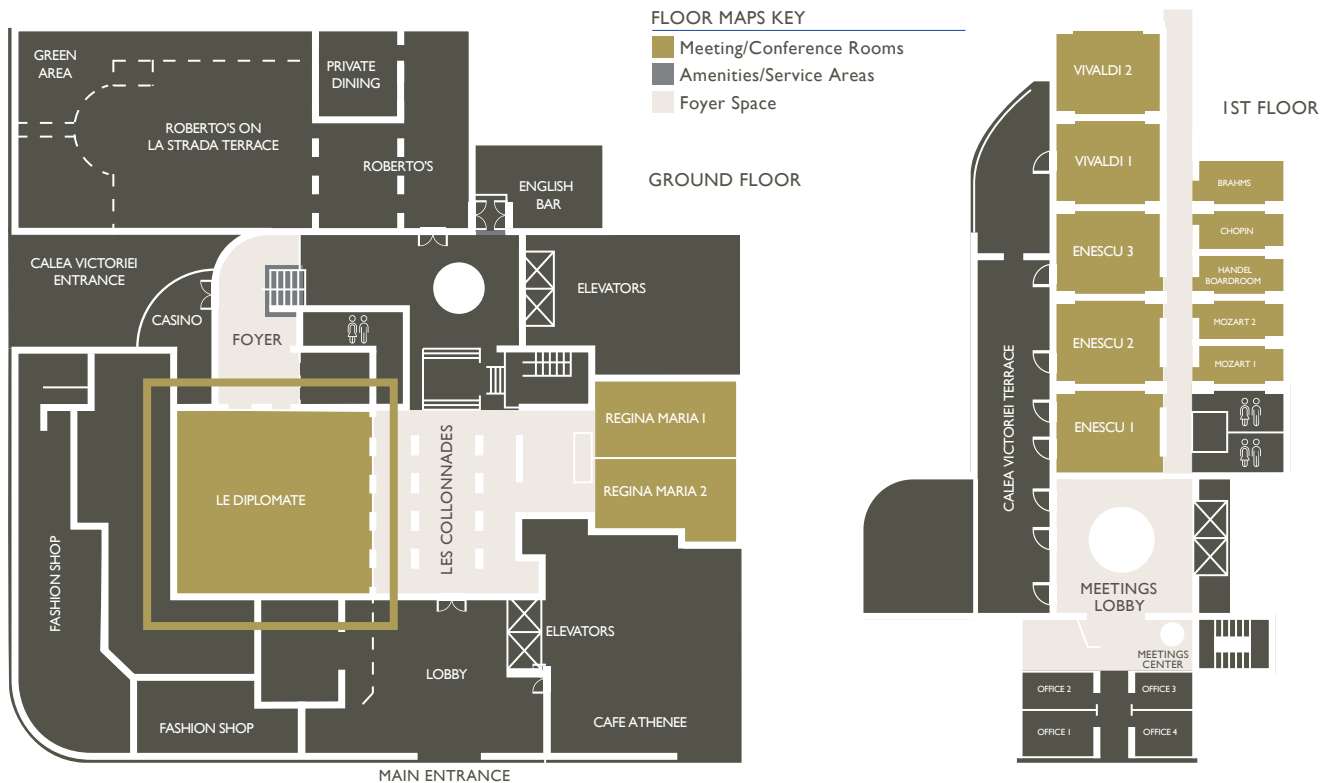 FLOOR MAPS KEY
Meeting/Conference Rooms
Amenities/Service Areas
Foyer Space
GROUND FLOOR
GREEN
AREA
PRIVATE
DINING
ROBERTO'S ON
LA STRADA TERRACE
ROBERTO'S
ENGLISH
BAR
CALEA VICTORIEI
ENTRANCE
CASINO
FOYER
ELEVATORS
REGINA MARIA 1
REGINA MARIA 2
LE DIPLOMATE
LES COLLONNADES
FASHION SHOP
ELEVATORS
LOBBY
FASHION SHOP
CAFE ATHENEE
MAIN ENTRANCE
1ST FLOOR
VIVALDI 2
VIVALDI 1
BRAHMS
CHOPIN
ENESCU 3
HANDEL
BOARDROOM
MOZART 2
ENESCU 2
MOZART 1
CALEA VICTORIEI TERRACE
ENESCU 1
MEETINGS
LOBBY
MEETINGS
CENTER
OFFICE 2
OFFICE 3
OFFICE 1
OFFICE 4